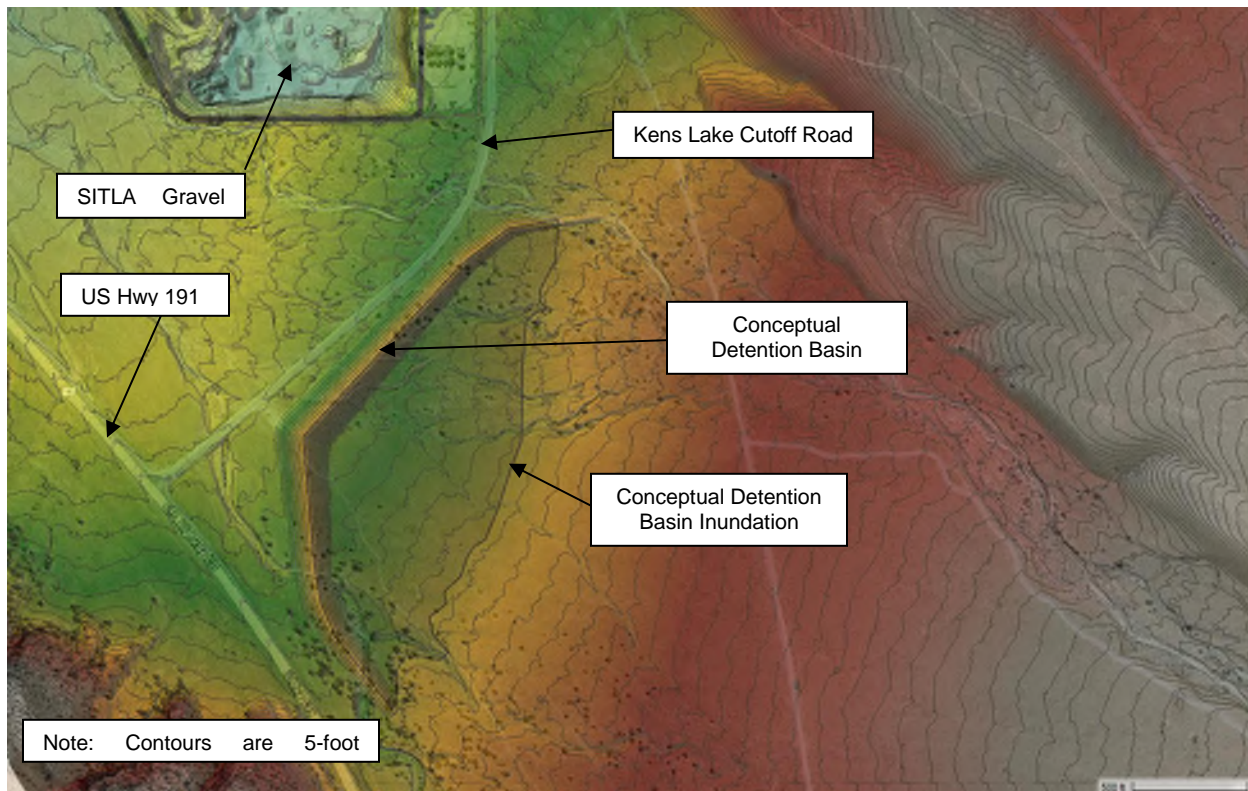 Kens Lake Cutoff Road
SITLA Gravel
US Hwy 191
Conceptual
Detention Basin
Conceptual Detention
Basin Inundation
Note: Contours are 5-foot